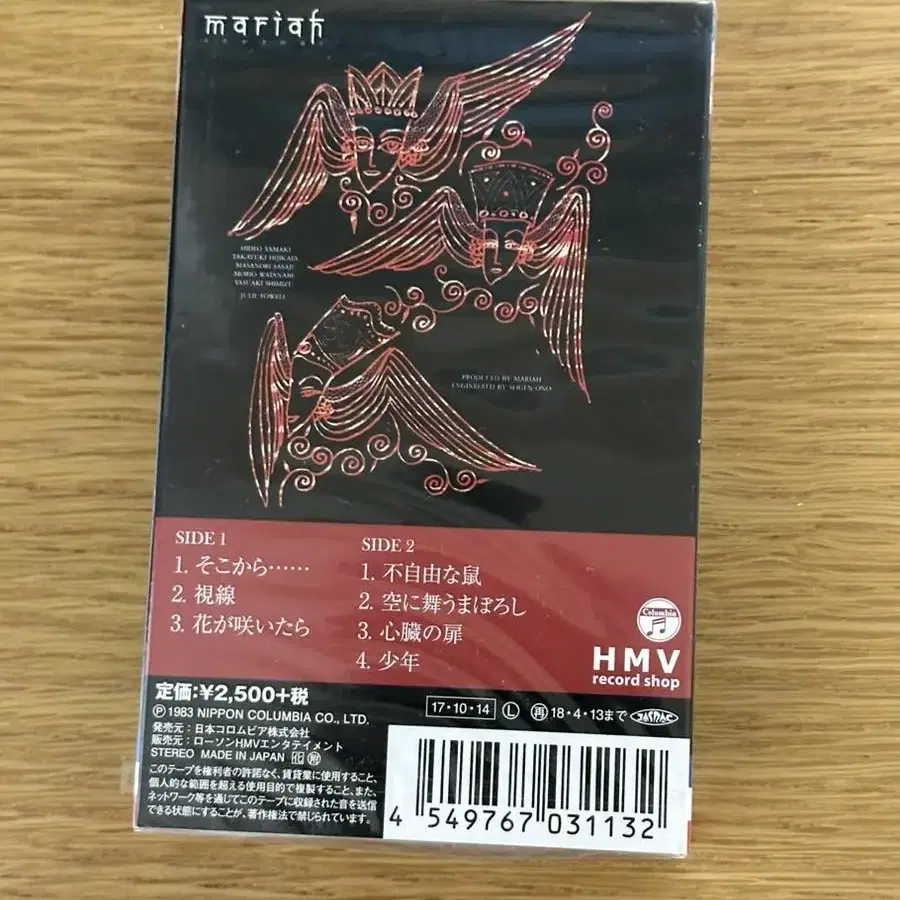 mariah
HIDEO YAMAKI
TAKAYUKI HIJIKATA
MASANORI SASAJI
MORIO WATANABE
YASUAKI SHIMIZU
JULIE FOWELL
PRODUCED BY MARIAH
ENGINEERED BY SEIGEN ONO
SIDE 1
1. そこから……
2. 視線
3. 花が咲いたら
SIDE 2
1. 不自由な鼠
2. 空に舞うまぼろし
3. 心臓の扉
4. 少年
Columbia
HMV
record shop
定価:¥2,500+税
Ⓟ 1983 NIPPON COLUMBIA CO., LTD.
発売元:日本コロムビア株式会社
販売元:ローソンHMVエンタテイメント
STEREO MADE IN JAPAN 化 附
17・10・14 Ⓛ 再 18・4・13まで JASRAC
このテープを権利者の許諾なく、賃貸業に使用すること、
個人的な範囲を超える使用目的で複製すること、また、
ネットワーク等を通じてこのテープに収録された音を送信
できる状態にすることが、著作権法で禁じられています。
4 549767 031132